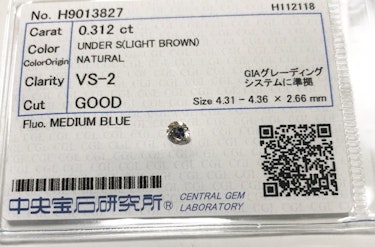 No. H9013827 H112118
Carat 0.312 ct
Color UNDER S(LIGHT BROWN)
ColorOrigin NATURAL
Clarity VS-2
GIAグレーディング
システムに準拠
Cut GOOD
Size 4.31 - 4.36 × 2.66 mm
Fluo. MEDIUM BLUE
中央宝石研究所®
CENTRAL GEM
LABORATORY